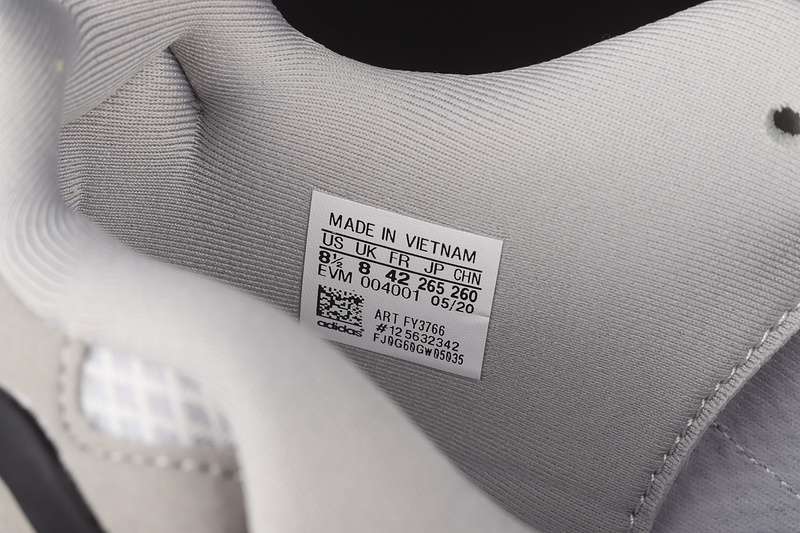 MADE IN VIETNAM
US UK FR JP CHN
8½ 8 42 265 260
EVM 004001 05/20
ART FY3766
#125632342
FJ0G60GW05035
adidas